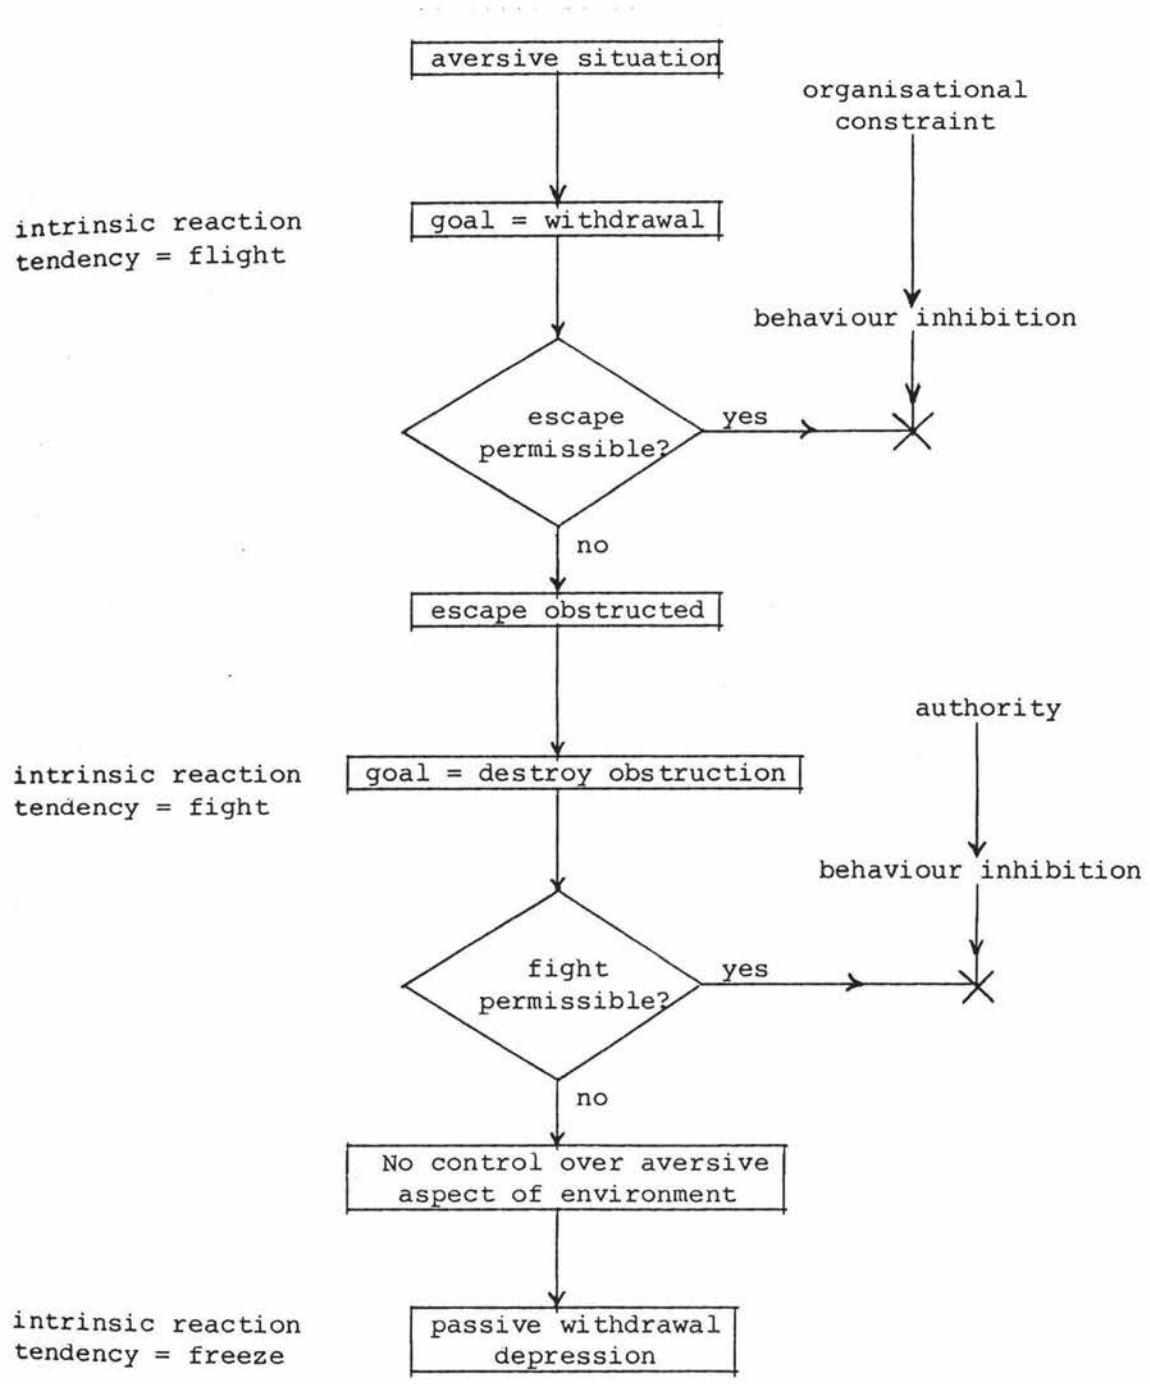 aversive situation
organisational
constraint
intrinsic reaction
tendency = flight
goal = withdrawal
behaviour inhibition
escape
permissible?
yes
no
escape obstructed
authority
intrinsic reaction
tendency = fight
goal = destroy obstruction
behaviour inhibition
fight
permissible?
yes
no
No control over aversive
aspect of environment
intrinsic reaction
tendency = freeze
passive withdrawal
depression